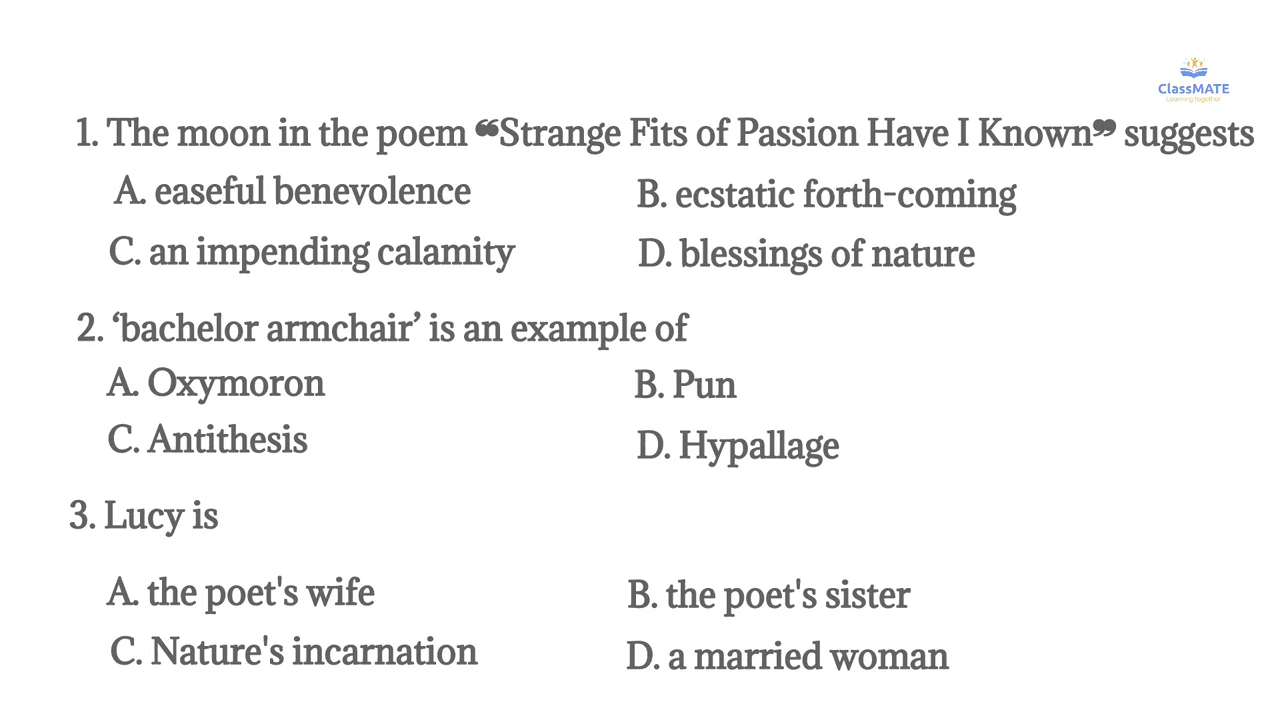 ClassMATE
Learning together
1. The moon in the poem “Strange Fits of Passion Have I Known” suggests
A. easeful benevolence B. ecstatic forth-coming
C. an impending calamity D. blessings of nature
2. ‘bachelor armchair’ is an example of
A. Oxymoron B. Pun
C. Antithesis D. Hypallage
3. Lucy is
A. the poet's wife B. the poet's sister
C. Nature's incarnation D. a married woman